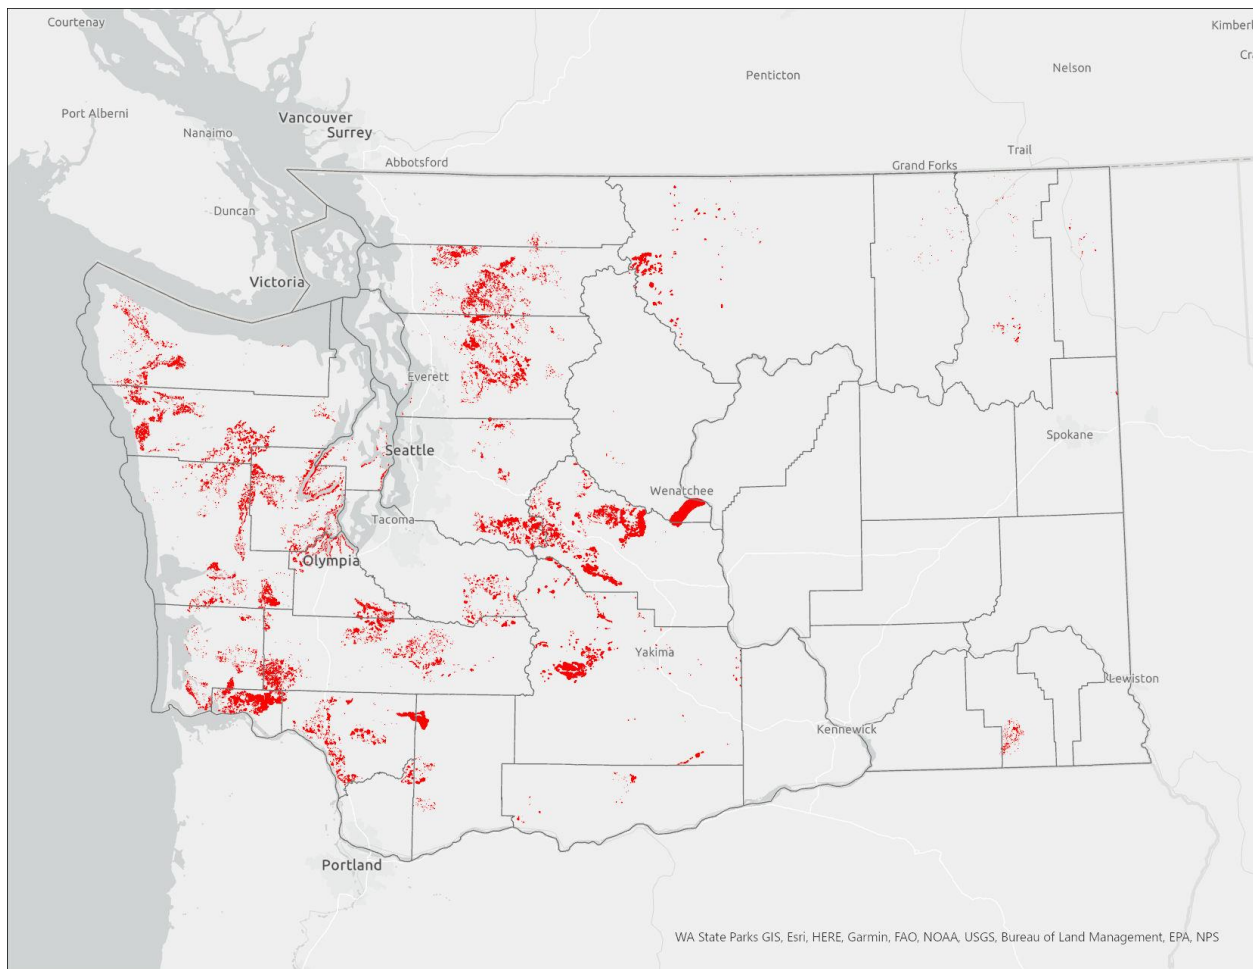 Courtenay
Kimberl
Cra
Nelson
Penticton
Port Alberni
Vancouver
Surrey
Nanaimo
Trail
Abbotsford
Grand Forks
Duncan
Victoria
Everett
Spokane
Seattle
Wenatchee
Tacoma
Olympia
Yakima
Lewiston
Kennewick
Portland
WA State Parks GIS, Esri, HERE, Garmin, FAO, NOAA, USGS, Bureau of Land Management, EPA, NPS